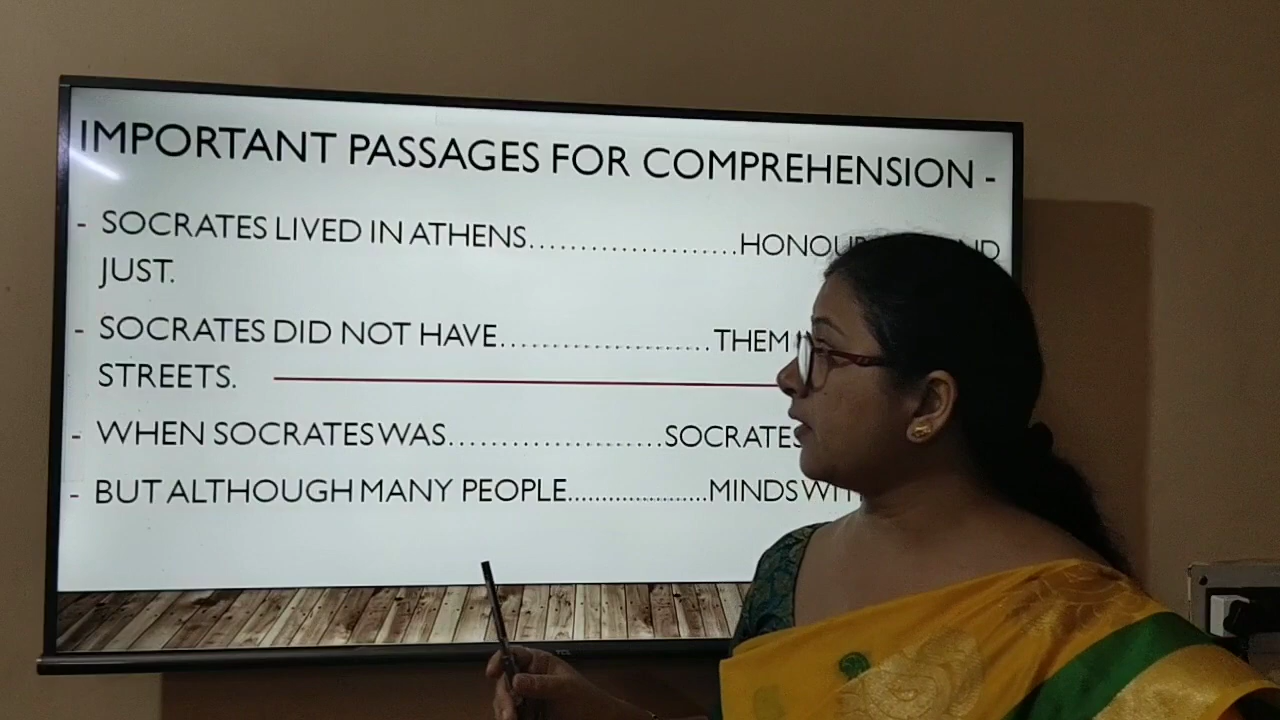 IMPORTANT PASSAGES FOR COMPREHENSION -
- SOCRATES LIVED IN ATHENS....................
JUST.
- SOCRATES DID NOT HAVE.....................THEM
STREETS.
- WHEN SOCRATES WAS.....................SOCRATES
- BUT ALTHOUGH MANY PEOPLE......................MINDS
TCL